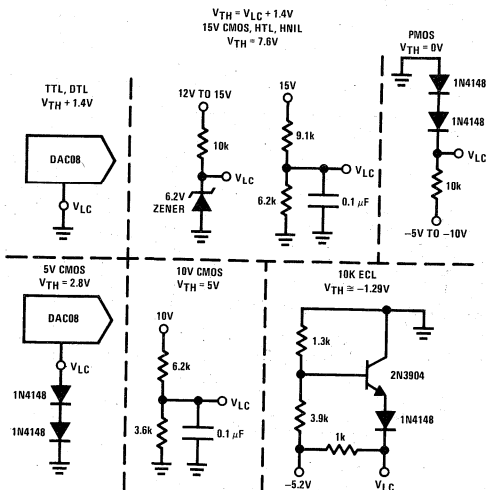 VTH = VLC + 1.4V
15V CMOS, HTL, HNIL
VTH = 7.6V
TTL, DTL
VTH + 1.4V
DAC08
VLC
12V TO 15V
10k
VLC
6.2V
ZENER
15V
9.1k
VLC
6.2k
0.1 µF
PMOS
VTH = 0V
1N4148
1N4148
VLC
10k
–5V TO –10V
5V CMOS
VTH = 2.8V
DAC08
VLC
1N4148
1N4148
10V CMOS
VTH = 5V
10V
6.2k
VLC
3.6k
0.1 µF
10K ECL
VTH ≅ –1.29V
1.3k
2N3904
3.9k
1N4148
1k
–5.2V
VLC